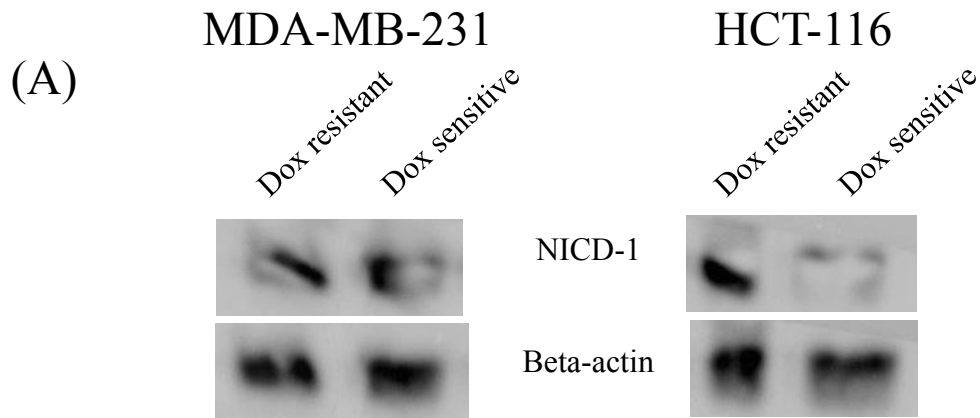 MDA-MB-231
HCT-116
(A)
Dox resistant
Dox sensitive
Dox resistant
Dox sensitive
NICD-1
Beta-actin